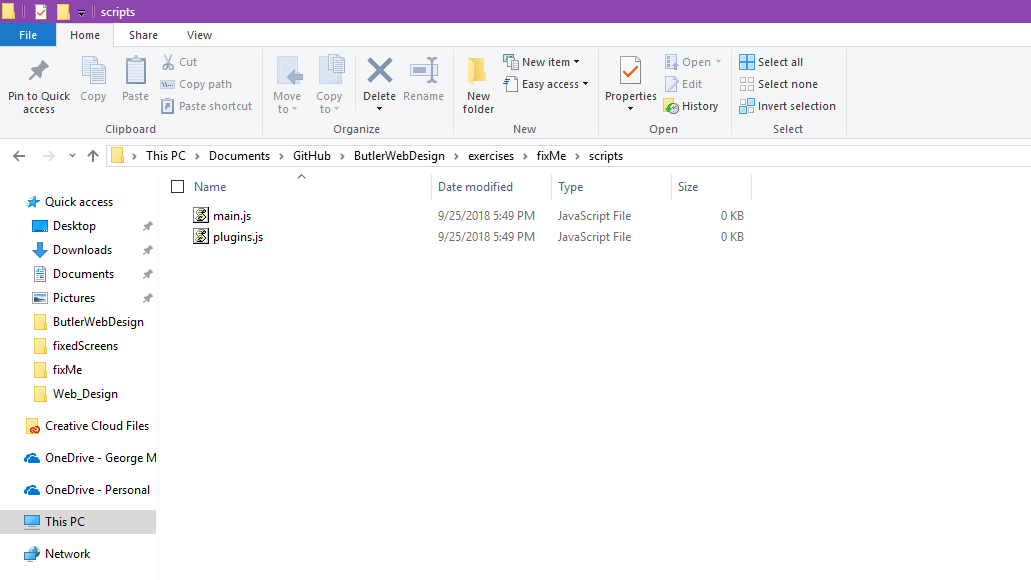 scripts
File Home Share View
Pin to Quick access
Copy
Paste
Cut
Copy path
Paste shortcut
Clipboard
Move to
Copy to
Delete
Rename
Organize
New folder
New item
Easy access
New
Properties
Open
Edit
History
Open
Select all
Select none
Invert selection
Select
This PC > Documents > GitHub > ButlerWebDesign > exercises > fixMe > scripts
Quick access
Desktop
Downloads
Documents
Pictures
ButlerWebDesign
fixedScreens
fixMe
Web_Design
Creative Cloud Files
OneDrive - George M
OneDrive - Personal
This PC
Network
Name Date modified Type Size
main.js 9/25/2018 5:49 PM JavaScript File 0 KB
plugins.js 9/25/2018 5:49 PM JavaScript File 0 KB